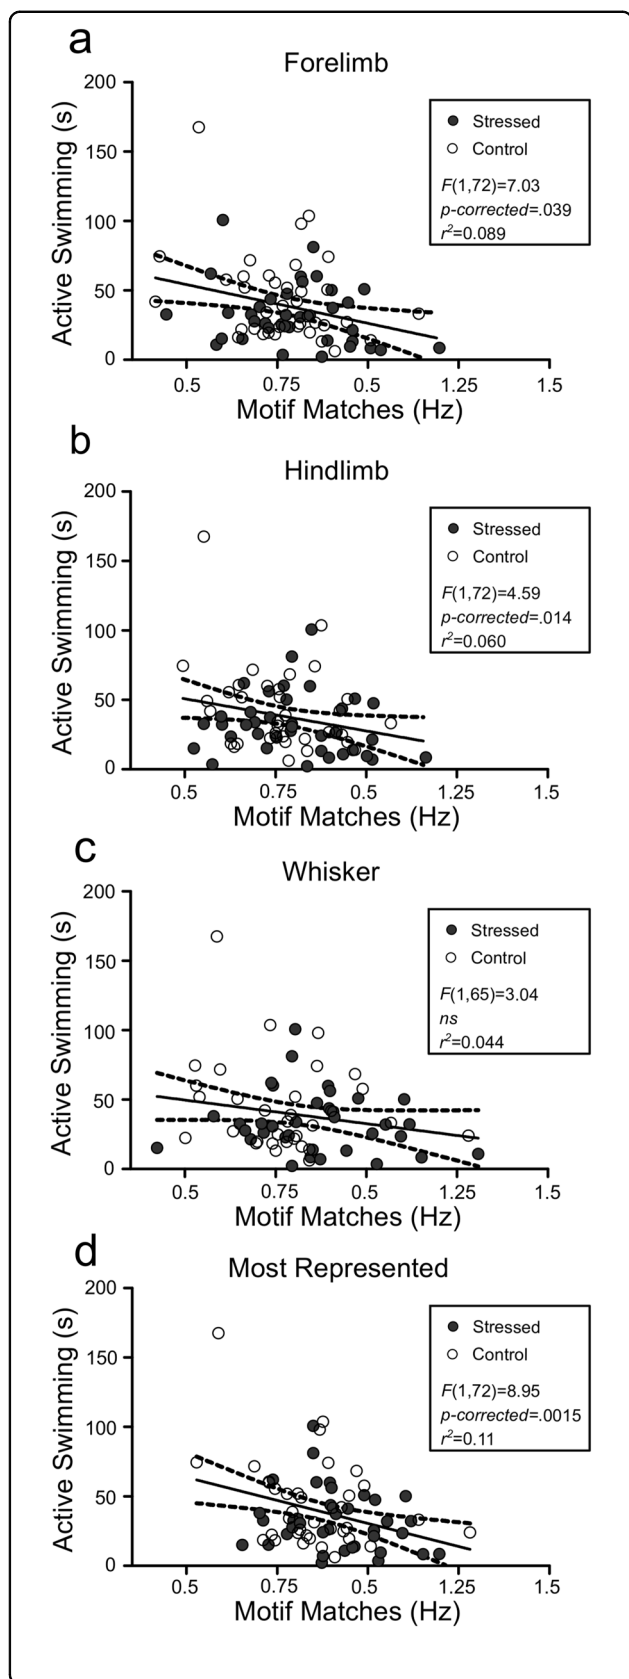 a
Forelimb
200
150
100
50
0
Active Swimming (s)
Stressed
Control
F(1,72)=7.03
p-corrected=.039
r²=0.089
0.5 0.75 0.5 1.25 1.5
Motif Matches (Hz)
b
Hindlimb
200
150
100
50
0
Active Swimming (s)
Stressed
Control
F(1,72)=4.59
p-corrected=.014
r²=0.060
0.5 0.75 0.5 1.25 1.5
Motif Matches (Hz)
c
Whisker
200
150
100
50
0
Active Swimming (s)
Stressed
Control
F(1,65)=3.04
ns
r²=0.044
0.5 0.75 0.5 1.25 1.5
Motif Matches (Hz)
d
Most Represented
200
150
100
50
0
Active Swimming (s)
Stressed
Control
F(1,72)=8.95
p-corrected=.0015
r²=0.11
0.5 0.75 0.5 1.25 1.5
Motif Matches (Hz)